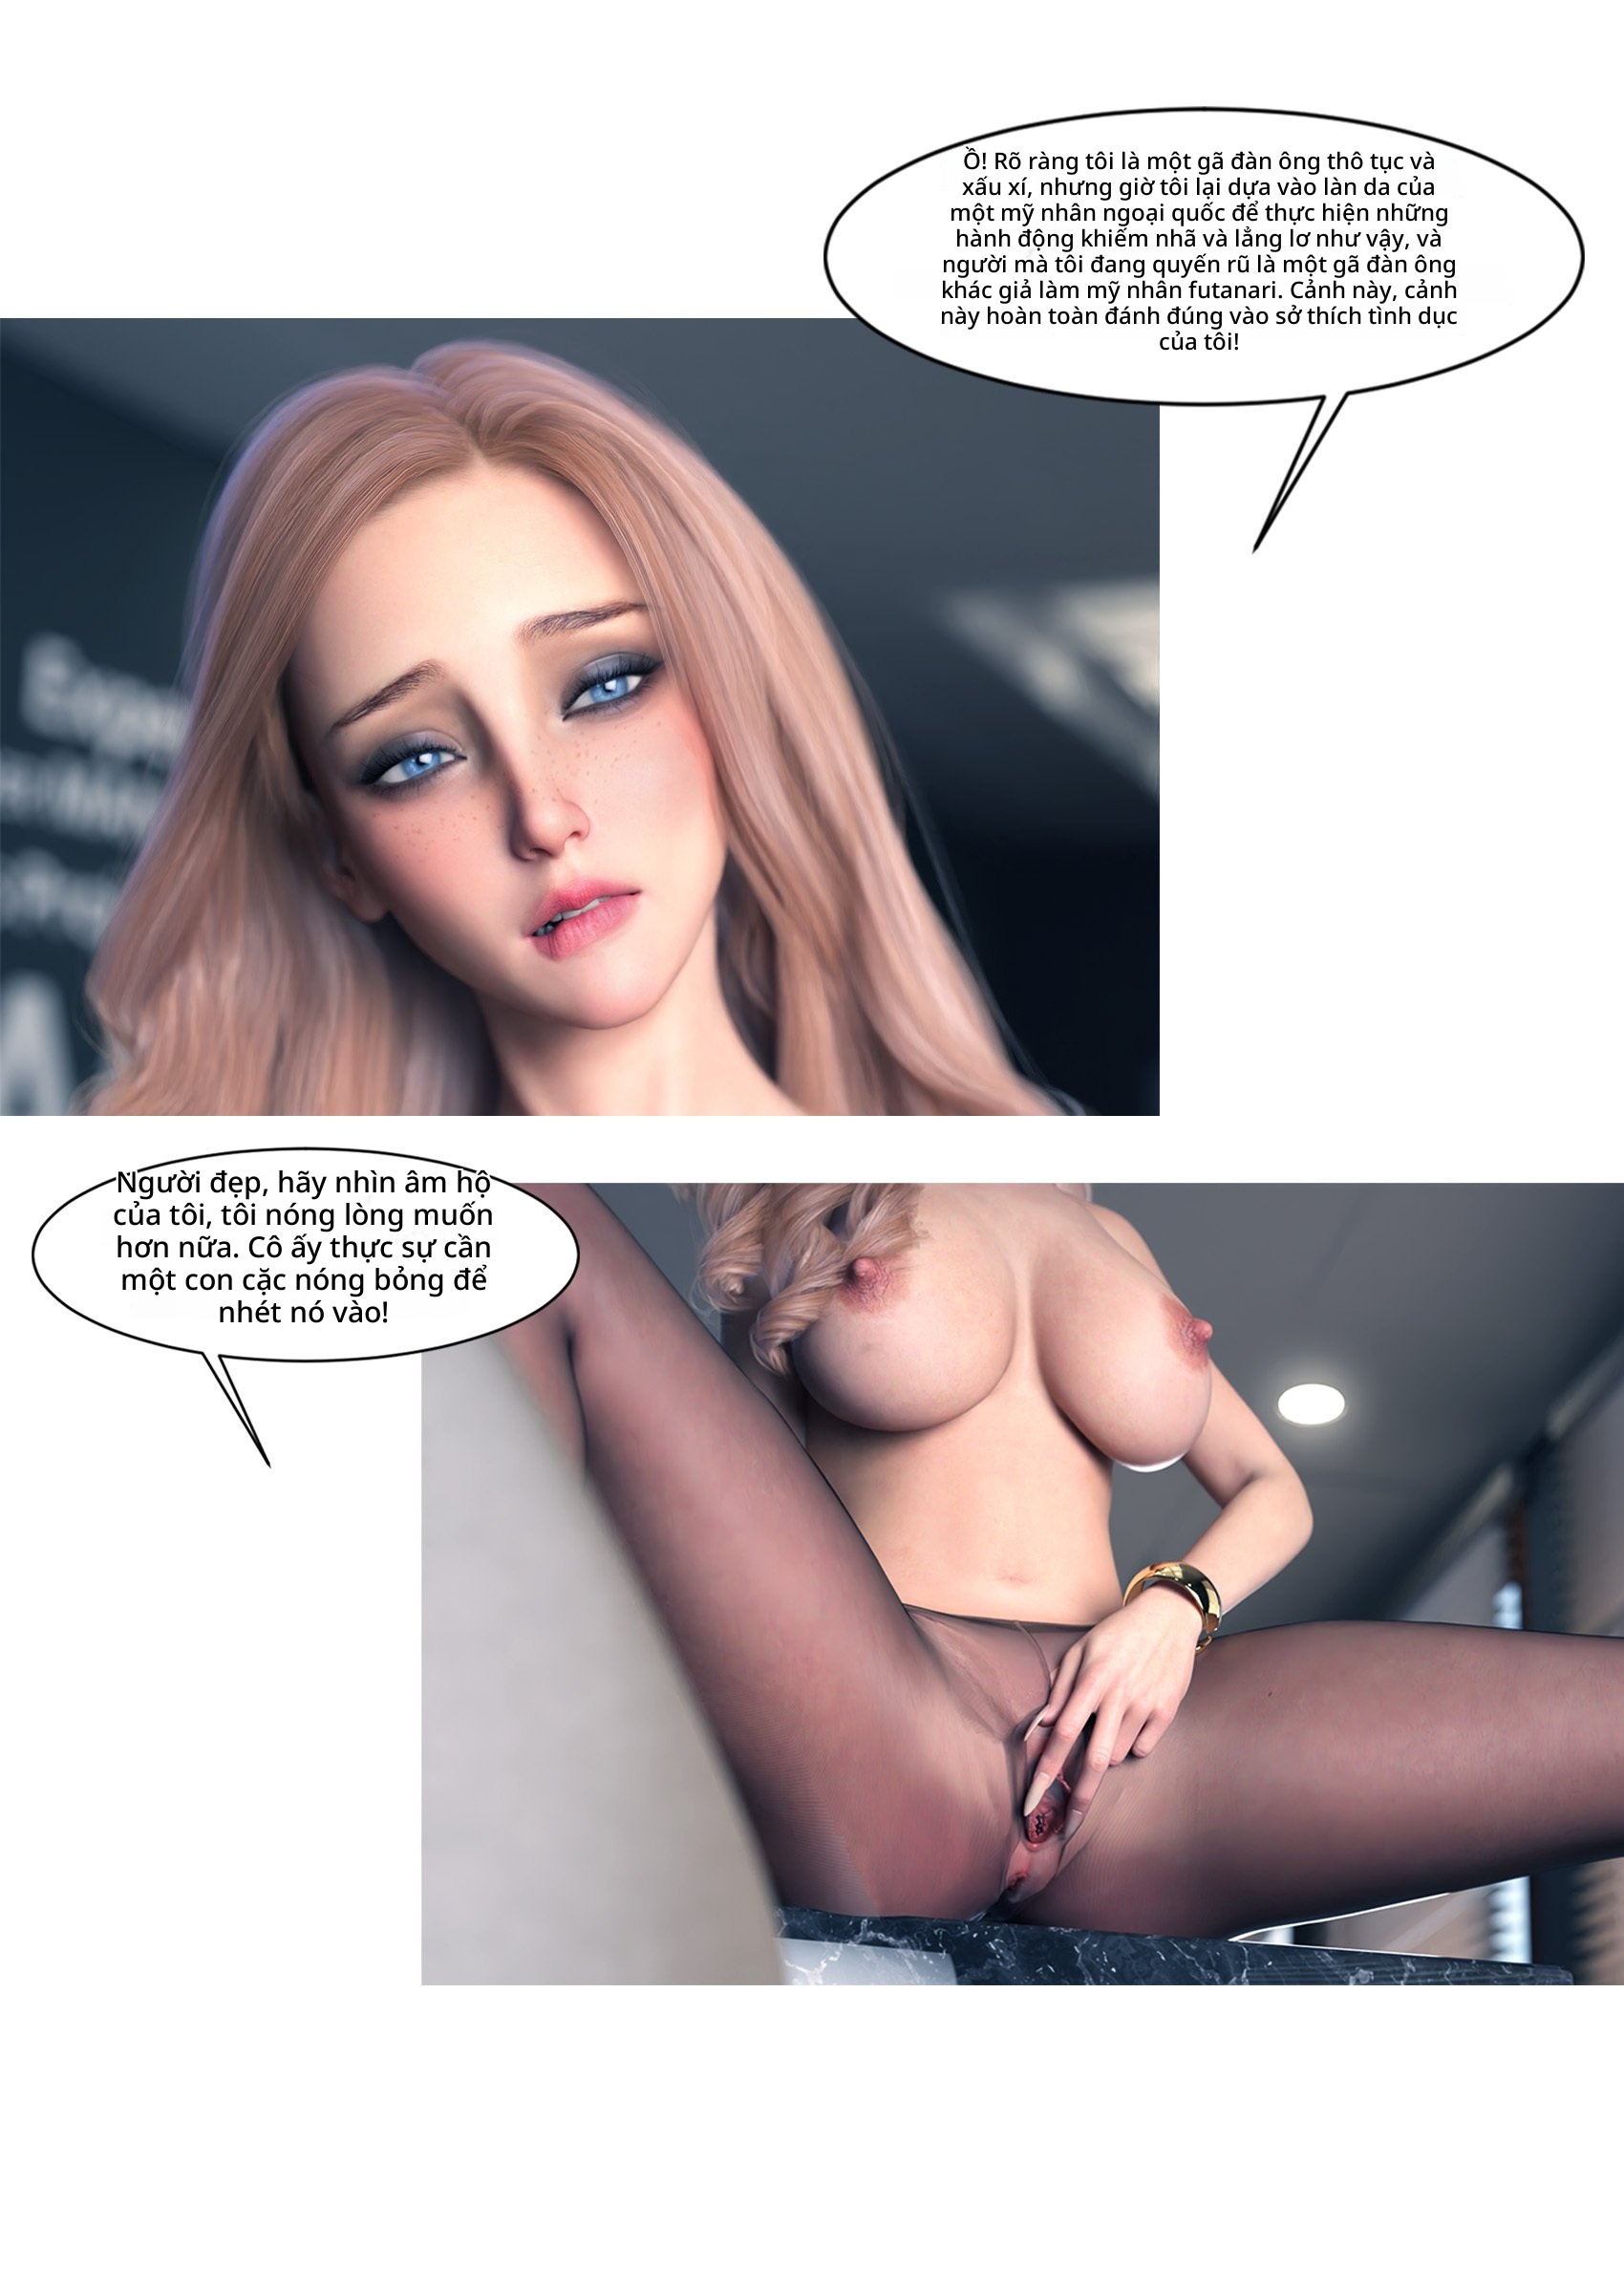 Ồ! Rõ ràng tôi là một gã đàn ông thô tục và
xấu xí, nhưng giờ tôi lại dựa vào làn da của
một mỹ nhân ngoại quốc để thực hiện những
hành động khiếm nhã và lẳng lơ như vậy, và
người mà tôi đang quyến rũ là một gã đàn ông
khác giả làm mỹ nhân futanari. Cảnh này, cảnh
này hoàn toàn đánh đúng vào sở thích tình dục
của tôi!
Người đẹp, hãy nhìn âm hộ
của tôi, tôi nóng lòng muốn
hơn nữa. Cô ấy thực sự cần
một con cặc nóng bỏng để
nhét nó vào!